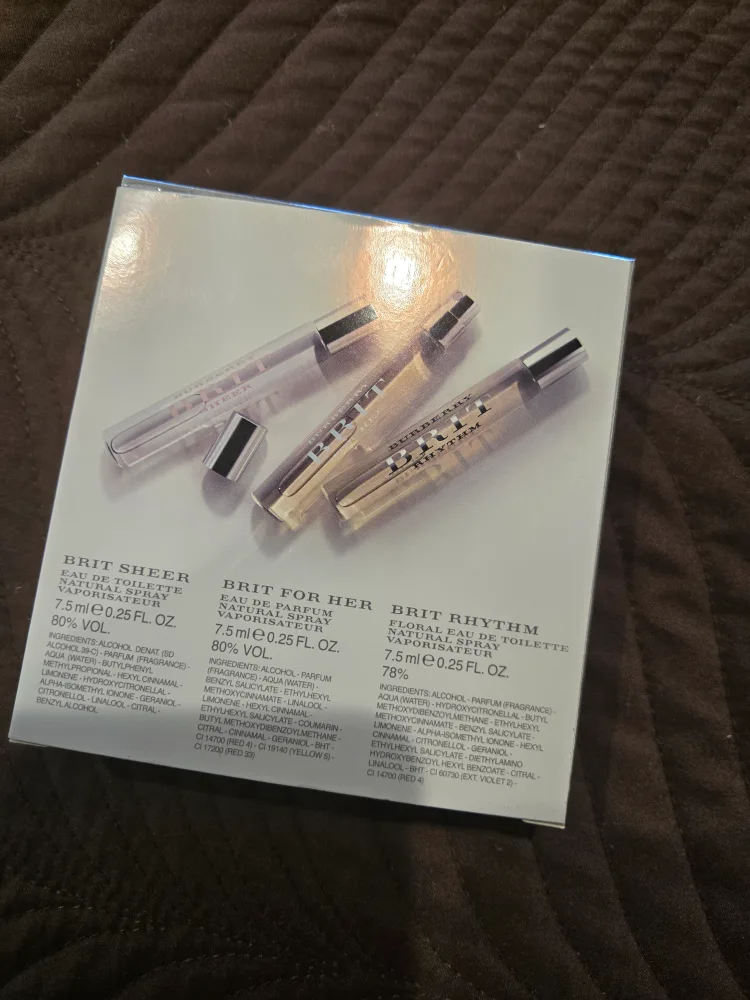 BURBERRY
BRIT
SHEER
BRIT
BURBERRY
BRIT
RHYTHM
BRIT SHEER
EAU DE TOILETTE
NATURAL SPRAY
VAPORISATEUR
7.5 ml ℮ 0.25 FL. OZ.
80% VOL.
INGREDIENTS: ALCOHOL DENAT. (SD
ALCOHOL 39-C) - PARFUM (FRAGRANCE) -
AQUA (WATER) - BUTYLPHENYL
METHYLPROPIONAL - HEXYL CINNAMAL -
LIMONENE - HYDROXYCITRONELLAL -
ALPHA-ISOMETHYL IONONE - GERANIOL -
CITRONELLOL - LINALOOL - CITRAL -
BENZYL ALCOHOL
BRIT FOR HER
EAU DE PARFUM
NATURAL SPRAY
VAPORISATEUR
7.5 ml ℮ 0.25 FL. OZ.
80% VOL.
INGREDIENTS: ALCOHOL - PARFUM
(FRAGRANCE) - AQUA (WATER) -
BENZYL SALICYLATE - ETHYLHEXYL
METHOXYCINNAMATE - LINALOOL -
LIMONENE - HEXYL CINNAMAL -
ETHYLHEXYL SALICYLATE - COUMARIN -
BUTYL METHOXYDIBENZOYLMETHANE -
CITRAL - CINNAMAL - GERANIOL - BHT -
CI 14700 (RED 4) - CI 19140 (YELLOW 5) -
CI 17200 (RED 33)
BRIT RHYTHM
FLORAL EAU DE TOILETTE
NATURAL SPRAY
VAPORISATEUR
7.5 ml ℮ 0.25 FL. OZ.
78%
INGREDIENTS: ALCOHOL - PARFUM (FRAGRANCE) -
AQUA (WATER) - HYDROXYCITRONELLAL - BUTYL
METHOXYDIBENZOYLMETHANE - ETHYLHEXYL
METHOXYCINNAMATE - BENZYL SALICYLATE -
LIMONENE - ALPHA-ISOMETHYL IONONE - HEXYL
CINNAMAL - CITRONELLOL - GERANIOL -
ETHYLHEXYL SALICYLATE - DIETHYLAMINO
HYDROXYBENZOYL HEXYL BENZOATE - CITRAL -
LINALOOL - BHT - CI 60730 (EXT. VIOLET 2) -
CI 14700 (RED 4)